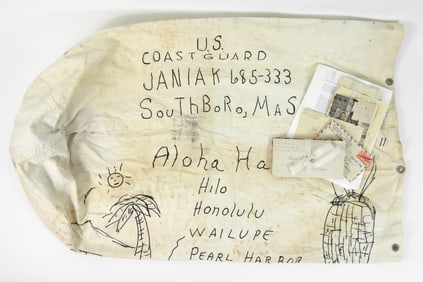 U.S.
COAST GUARD
JANIAK 685-333
SOUTHBORO, MAS
Aloha Ha
Hilo
Honolulu
WAILUPE
PEARL HARBOR